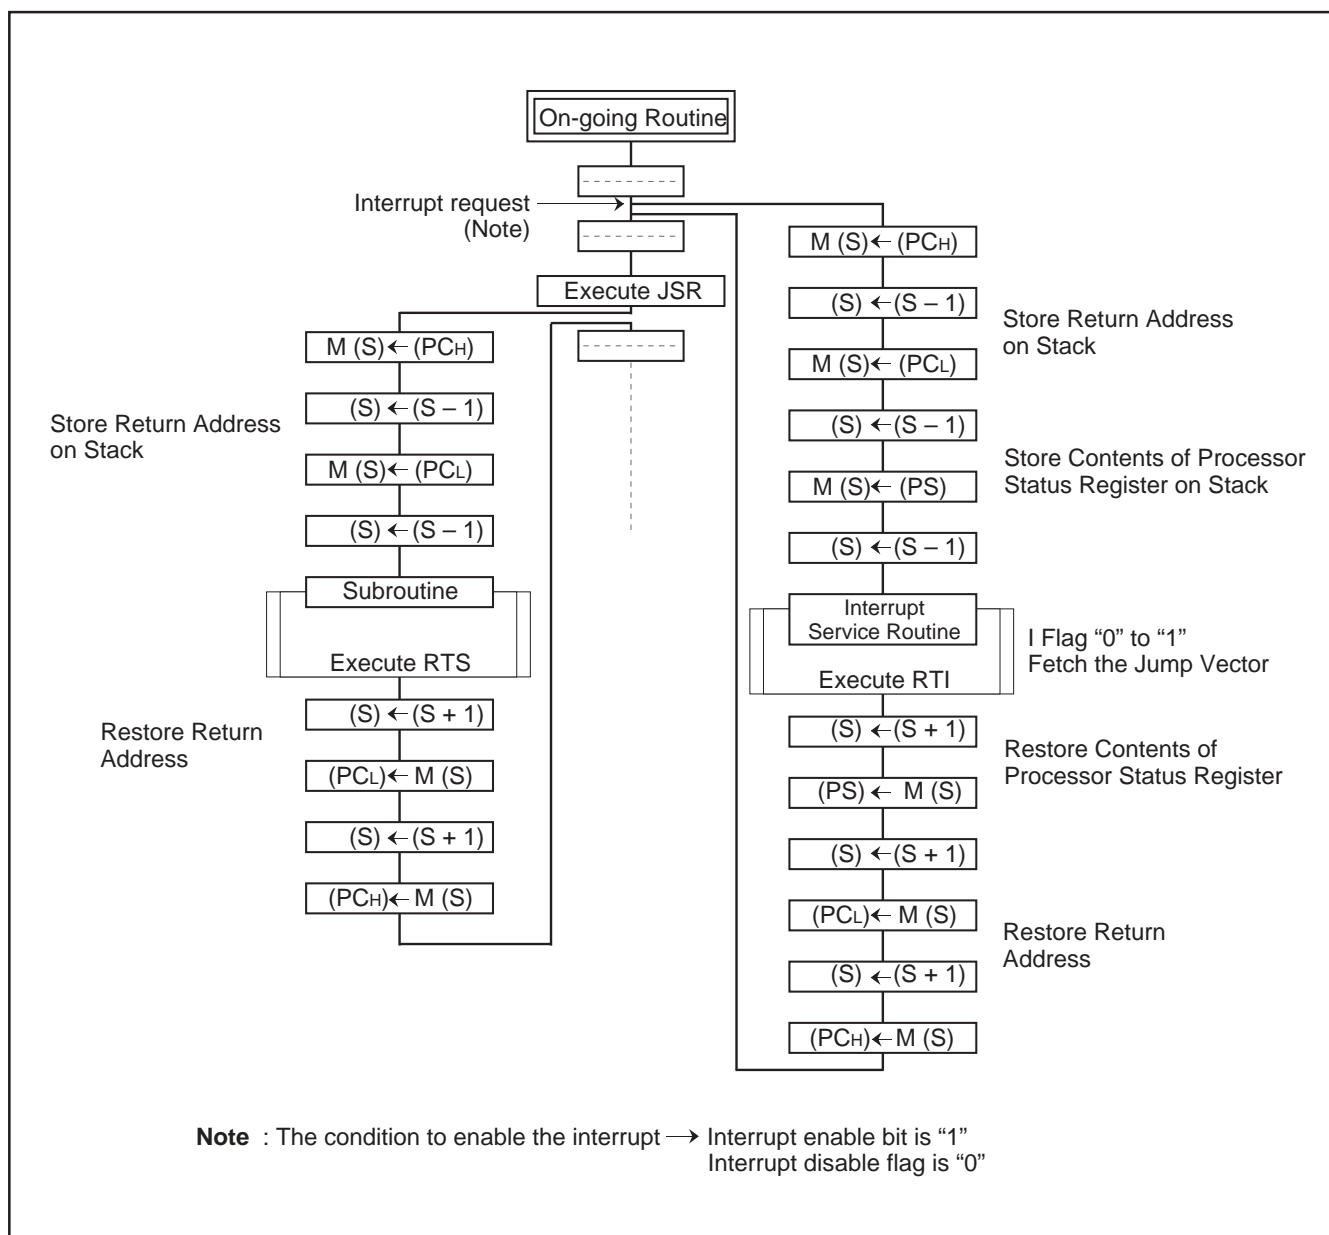 On-going Routine
Interrupt request
(Note)
Execute JSR
M (S) ← (PCH)
(S) ← (S – 1)
M (S) ← (PCL)
(S) ← (S – 1)
Store Return Address
on Stack
Subroutine
Execute RTS
(S) ← (S + 1)
(PCL) ← M (S)
(S) ← (S + 1)
(PCH) ← M (S)
Restore Return
Address
M (S) ← (PCH)
(S) ← (S – 1)
M (S) ← (PCL)
(S) ← (S – 1)
M (S) ← (PS)
(S) ← (S – 1)
Store Return Address
on Stack
Store Contents of Processor
Status Register on Stack
Interrupt
Service Routine
Execute RTI
I Flag “0” to “1”
Fetch the Jump Vector
(S) ← (S + 1)
(PS) ← M (S)
(S) ← (S + 1)
(PCL) ← M (S)
(S) ← (S + 1)
(PCH) ← M (S)
Restore Contents of
Processor Status Register
Restore Return
Address
Note : The condition to enable the interrupt → Interrupt enable bit is “1”
Interrupt disable flag is “0”